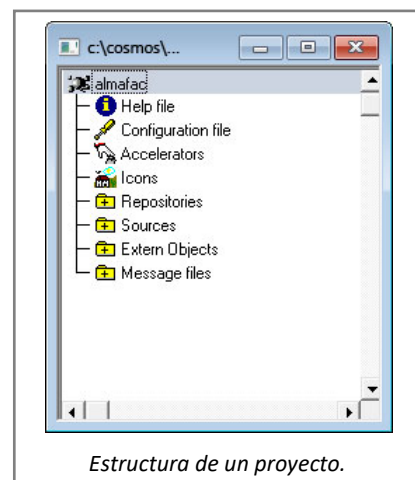 c:\cosmos\...
almafac
Help file
Configuration file
Accelerators
Icons
Repositories
Sources
Extern Objects
Message files
Estructura de un proyecto.